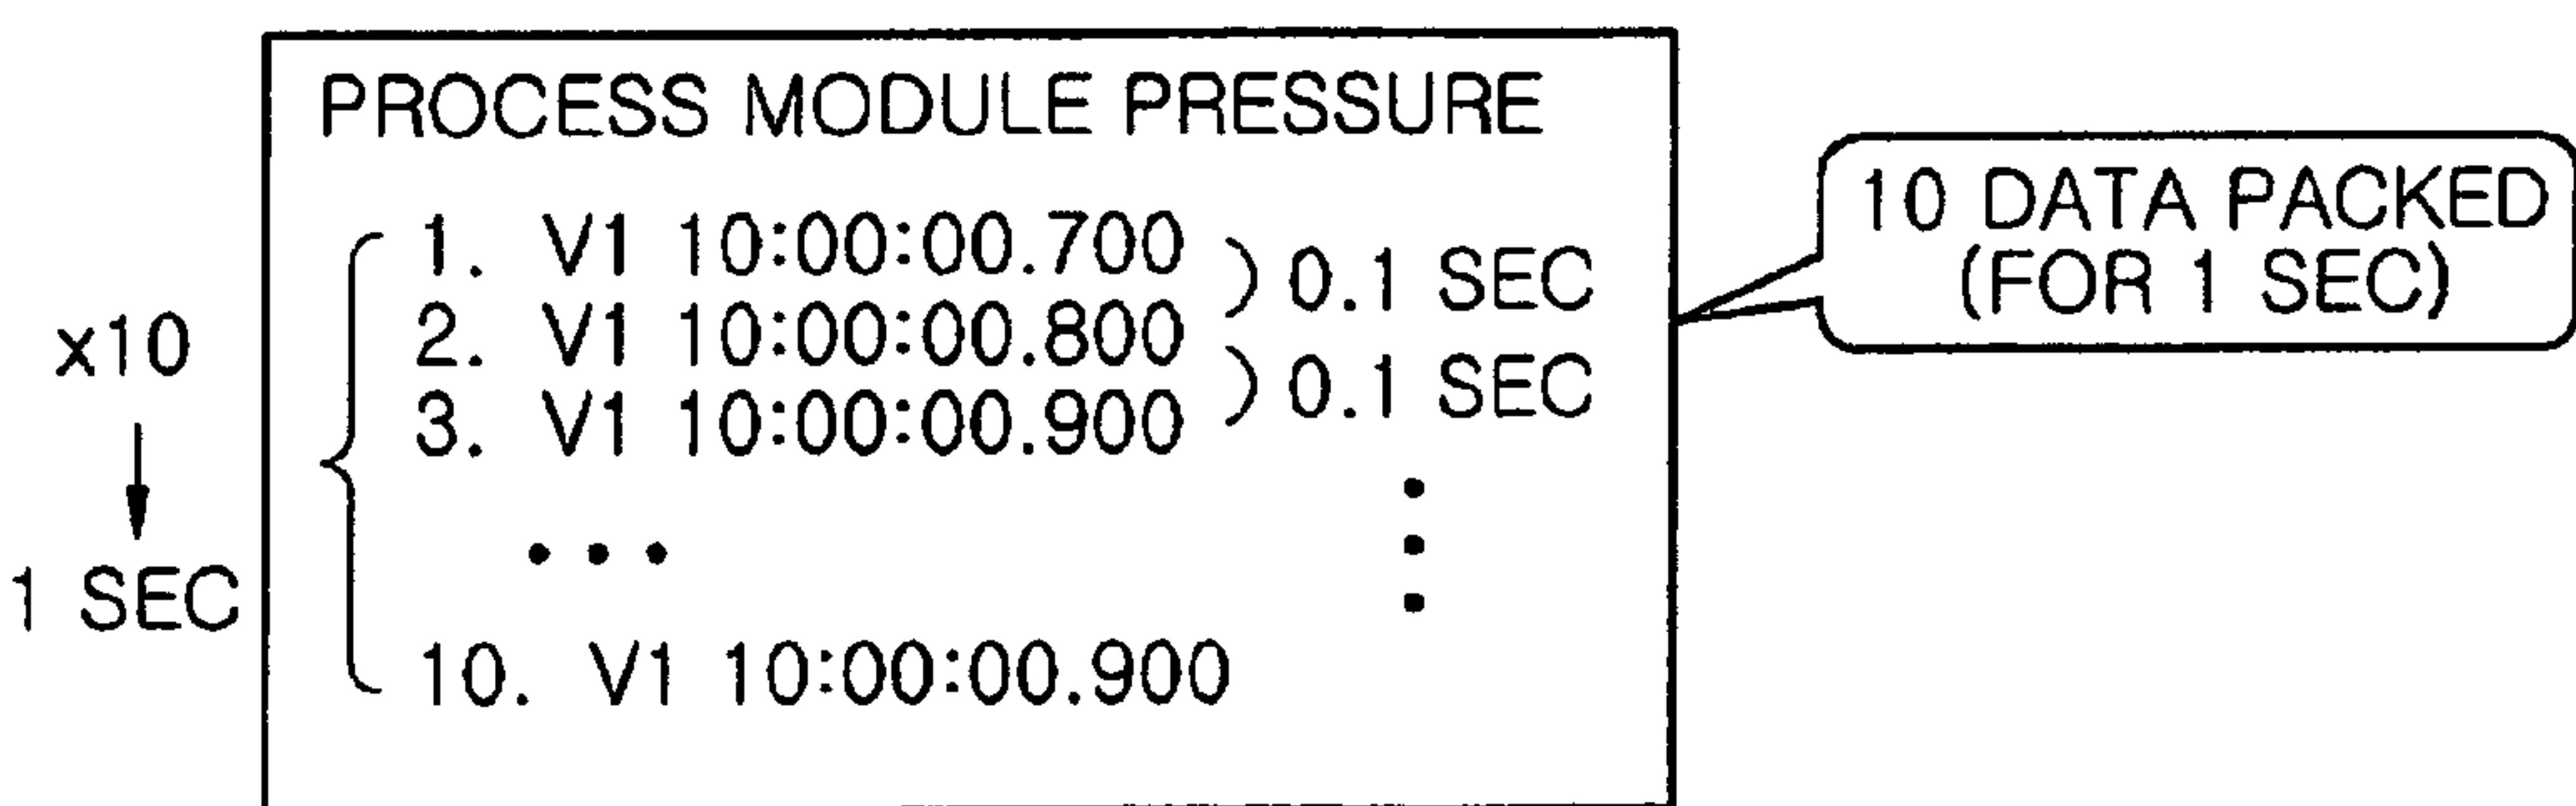 PROCESS MODULE PRESSURE
1. V1 10:00:00.700
2. V1 10:00:00.800
3. V1 10:00:00.900
• • •
10. V1 10:00:00.900
) 0.1 SEC
) 0.1 SEC
x10
1 SEC
10 DATA PACKED
(FOR 1 SEC)